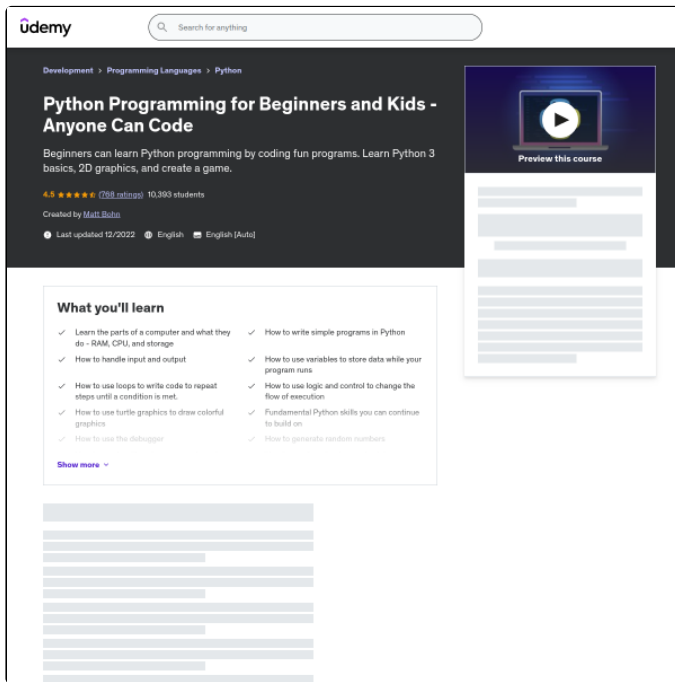 ûdemy
Search for anything
Development > Programming Languages > Python
Python Programming for Beginners and Kids -
Anyone Can Code
Beginners can learn Python programming by coding fun programs. Learn Python 3
basics, 2D graphics, and create a game.
4.5 (768 ratings) 10,393 students
Created by Matt Bohn
Last updated 12/2022 English English [Auto]
Preview this course
What you'll learn
Learn the parts of a computer and what they
do - RAM, CPU, and storage
How to write simple programs in Python
How to handle input and output
How to use variables to store data while your
program runs
How to use loops to write code to repeat
steps until a condition is met.
How to use logic and control to change the
flow of execution
How to use turtle graphics to draw colorful
graphics
Fundamental Python skills you can continue
to build on
How to use the debugger
How to generate random numbers
Show more